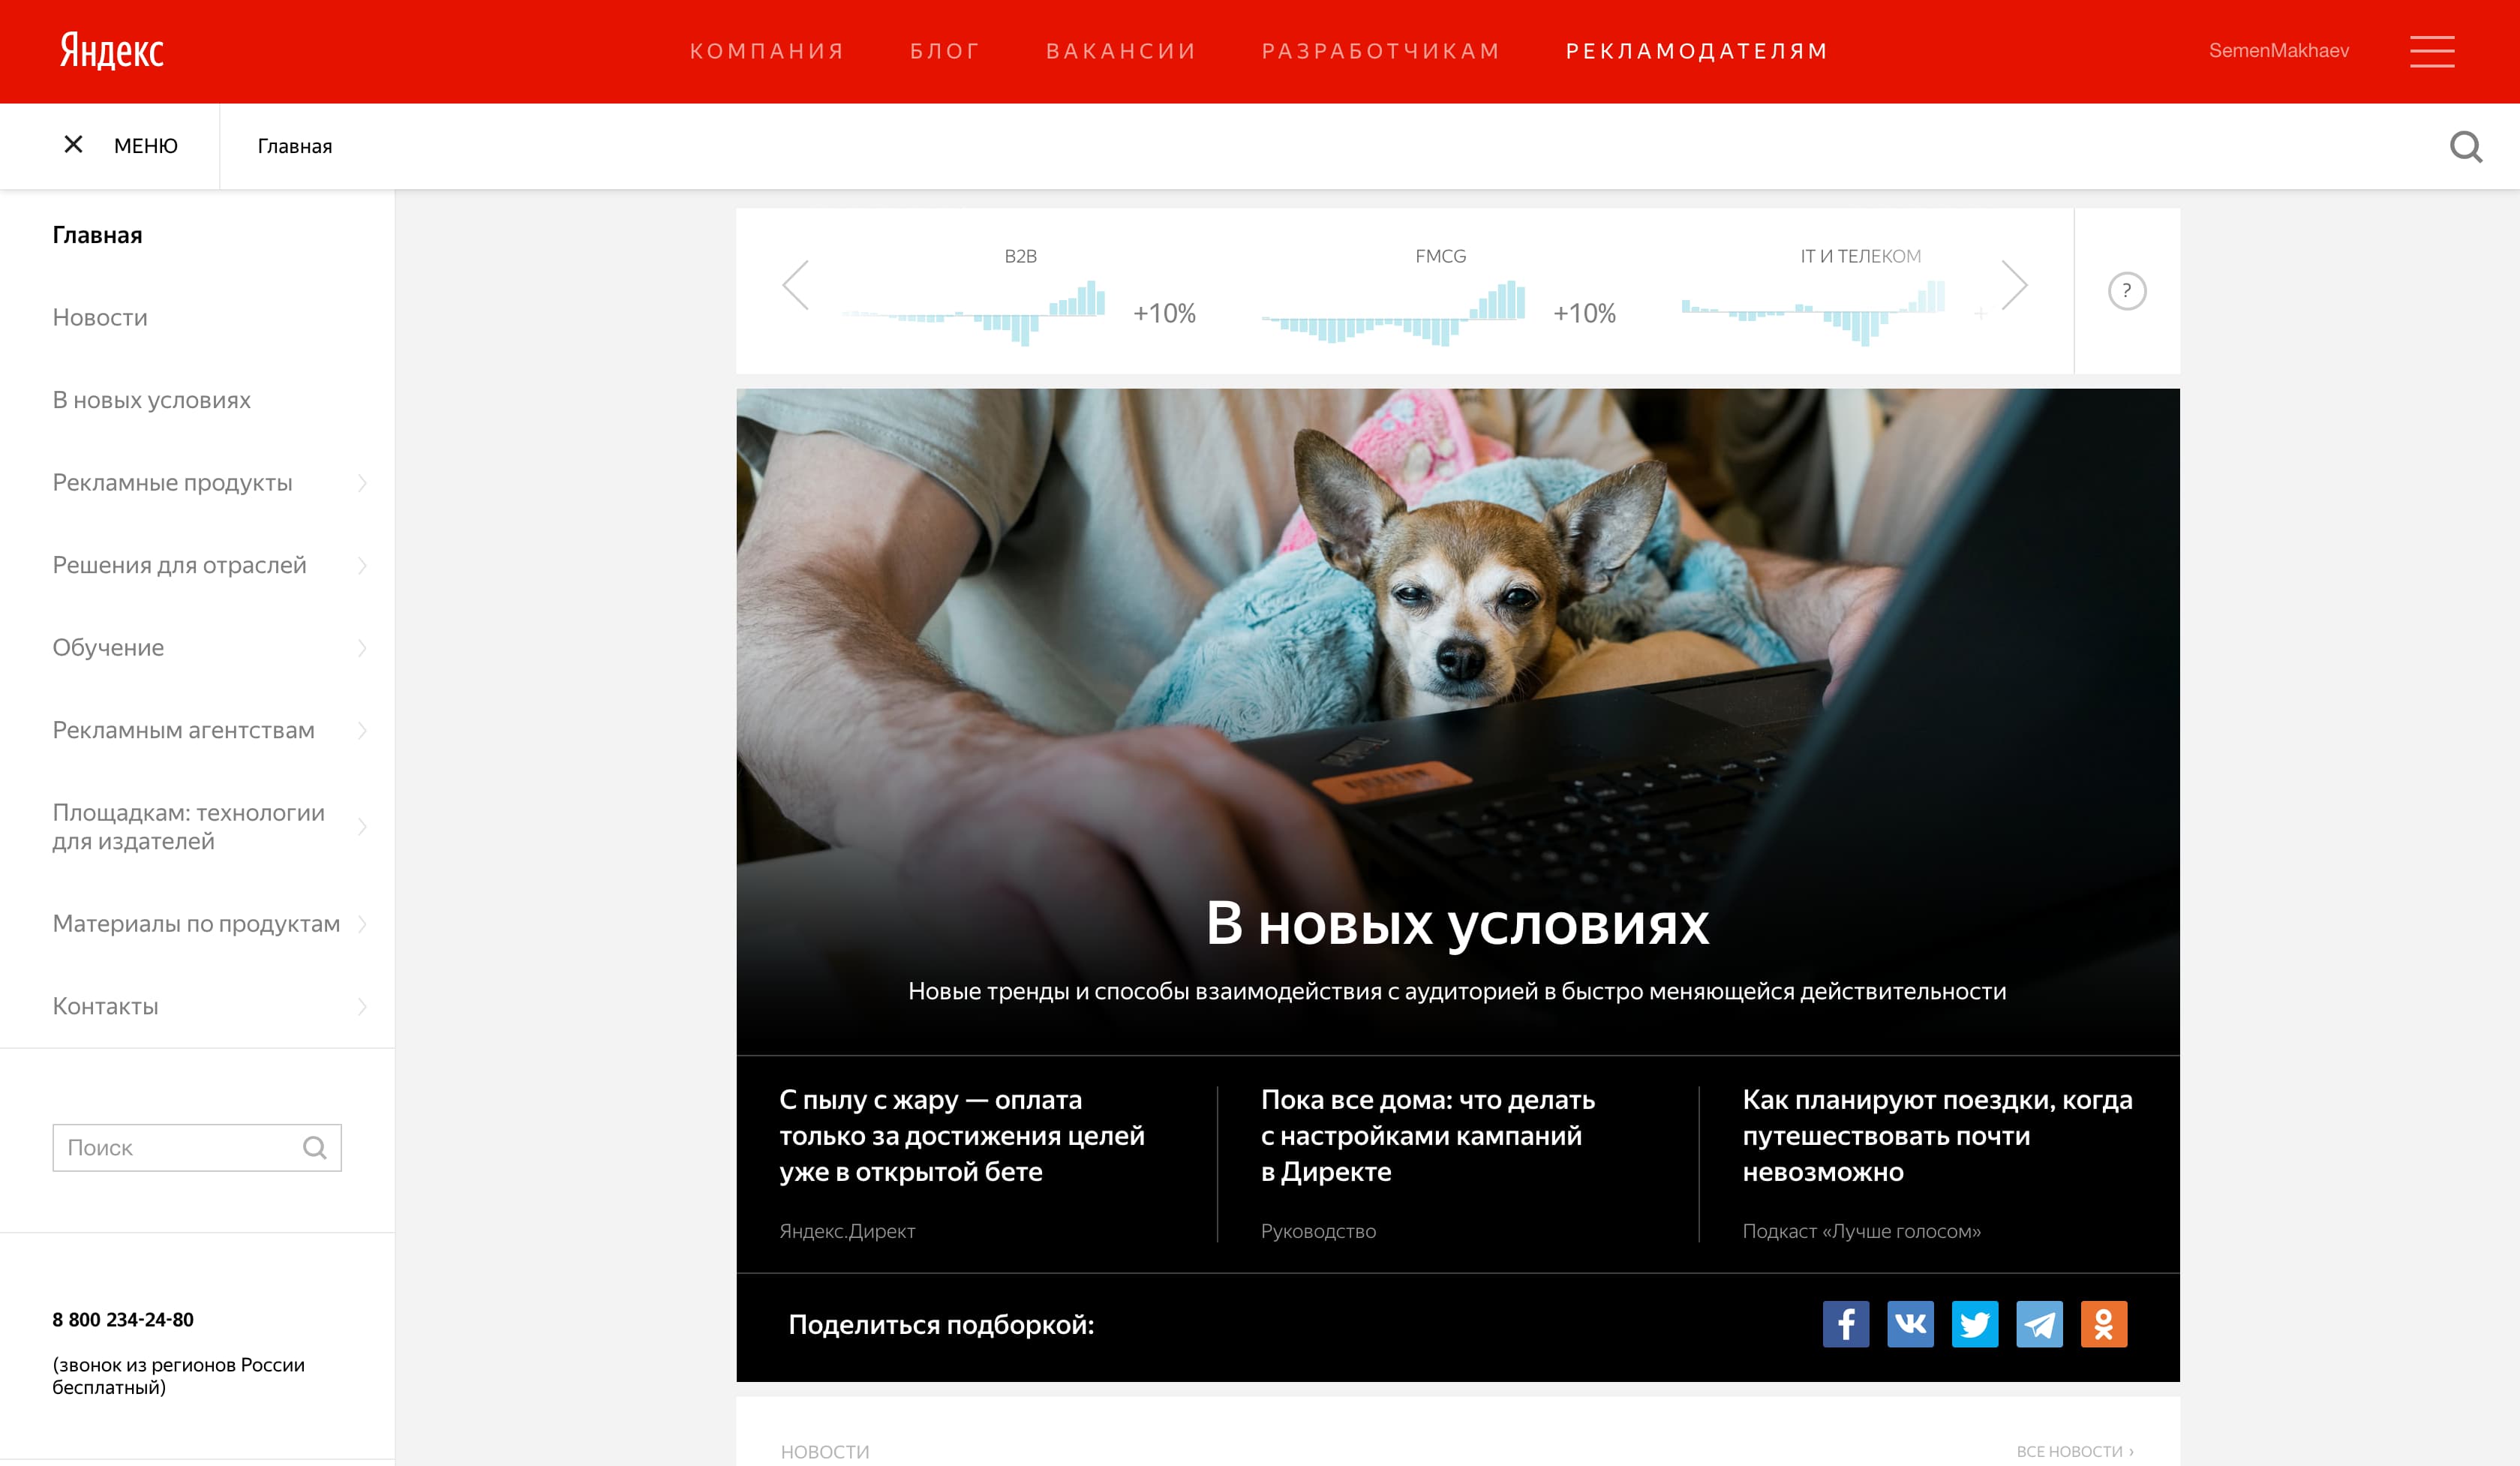 Яндекс
КОМПАНИЯ
БЛОГ
ВАКАНСИИ
РАЗРАБОТЧИКАМ
РЕКЛАМОДАТЕЛЯМ
SemenMakhaev
МЕНЮ
Главная
Главная
Новости
В новых условиях
Рекламные продукты
Решения для отраслей
Обучение
Рекламным агентствам
Площадкам: технологии
для издателей
Материалы по продуктам
Контакты
Поиск
8 800 234-24-80
(звонок из регионов России
бесплатный)
B2B
+10%
FMCG
+10%
IT И ТЕЛЕКОМ
+
?
В новых условиях
Новые тренды и способы взаимодействия с аудиторией в быстро меняющейся действительности
С пылу с жару — оплата
только за достижения целей
уже в открытой бете
Яндекс.Директ
Пока все дома: что делать
с настройками кампаний
в Директе
Руководство
Как планируют поездки, когда
путешествовать почти
невозможно
Подкаст «Лучше голосом»
Поделиться подборкой:
НОВОСТИ
ВСЕ НОВОСТИ ›